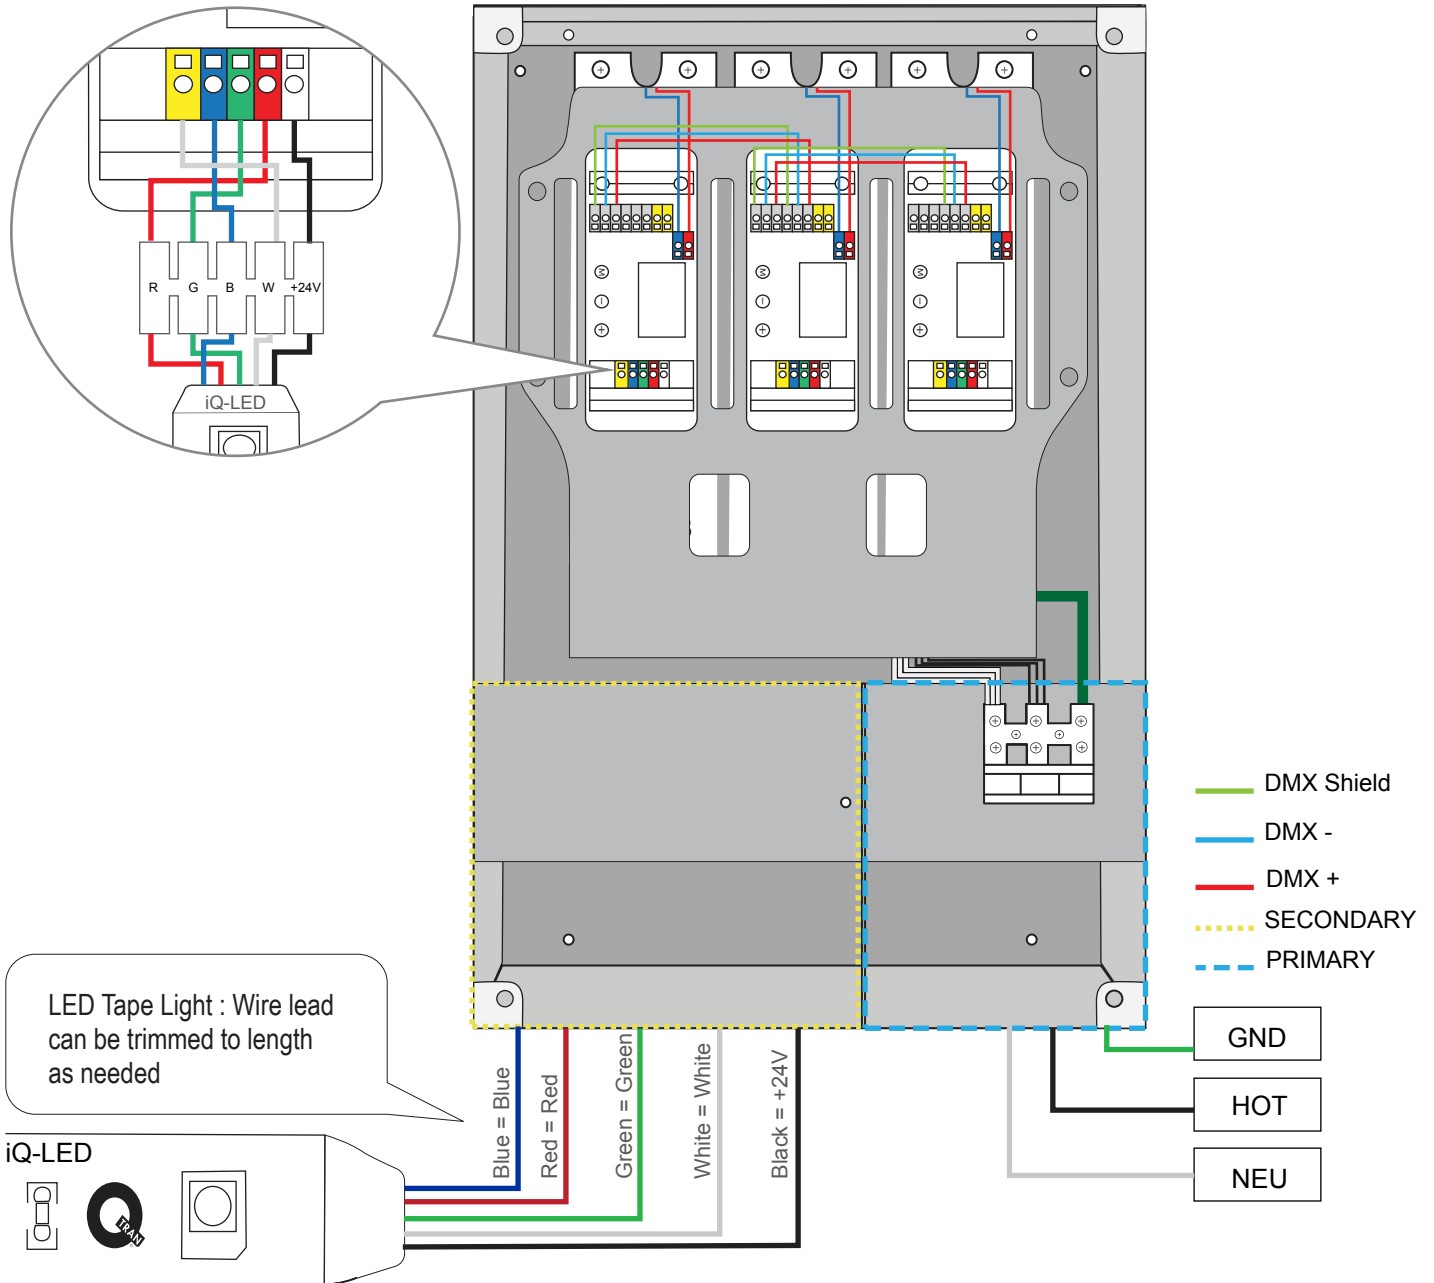 R G B W +24V
iQ-LED
M
M
M
DMX Shield
DMX -
DMX +
SECONDARY
PRIMARY
LED Tape Light : Wire lead
can be trimmed to length
as needed
iQ-LED
Q
TRAN
Blue = Blue
Red = Red
Green = Green
White = White
Black = +24V
GND
HOT
NEU